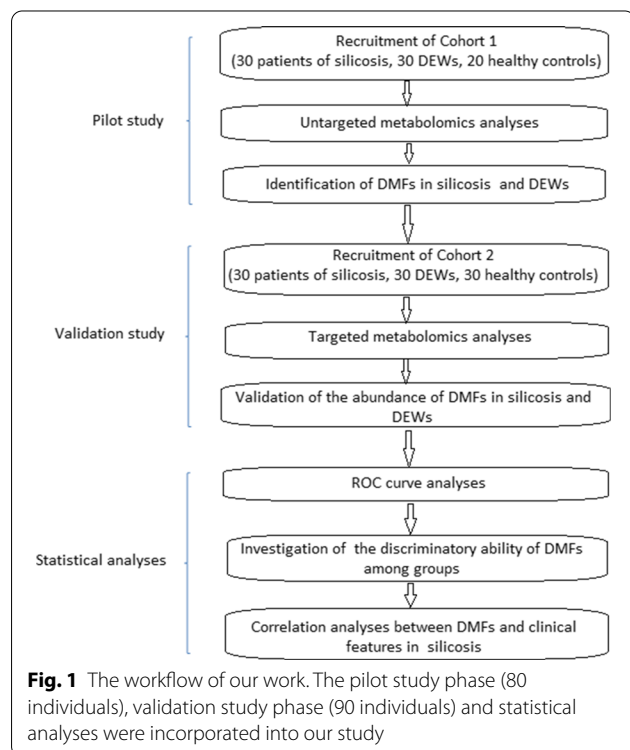 Recruitment of Cohort 1
(30 patients of silicosis, 30 DEWs, 20 healthy controls)
Pilot study
Untargeted metabolomics analyses
Identification of DMFs in silicosis and DEWs
Recruitment of Cohort 2
(30 patients of silicosis, 30 DEWs, 30 healthy controls)
Validation study
Targeted metabolomics analyses
Validation of the abundance of DMFs in silicosis and
DEWs
ROC curve analyses
Statistical analyses
Investigation of the discriminatory ability of DMFs
among groups
Correlation analyses between DMFs and clinical
features in silicosis
Fig. 1 The workflow of our work. The pilot study phase (80
individuals), validation study phase (90 individuals) and statistical
analyses were incorporated into our study